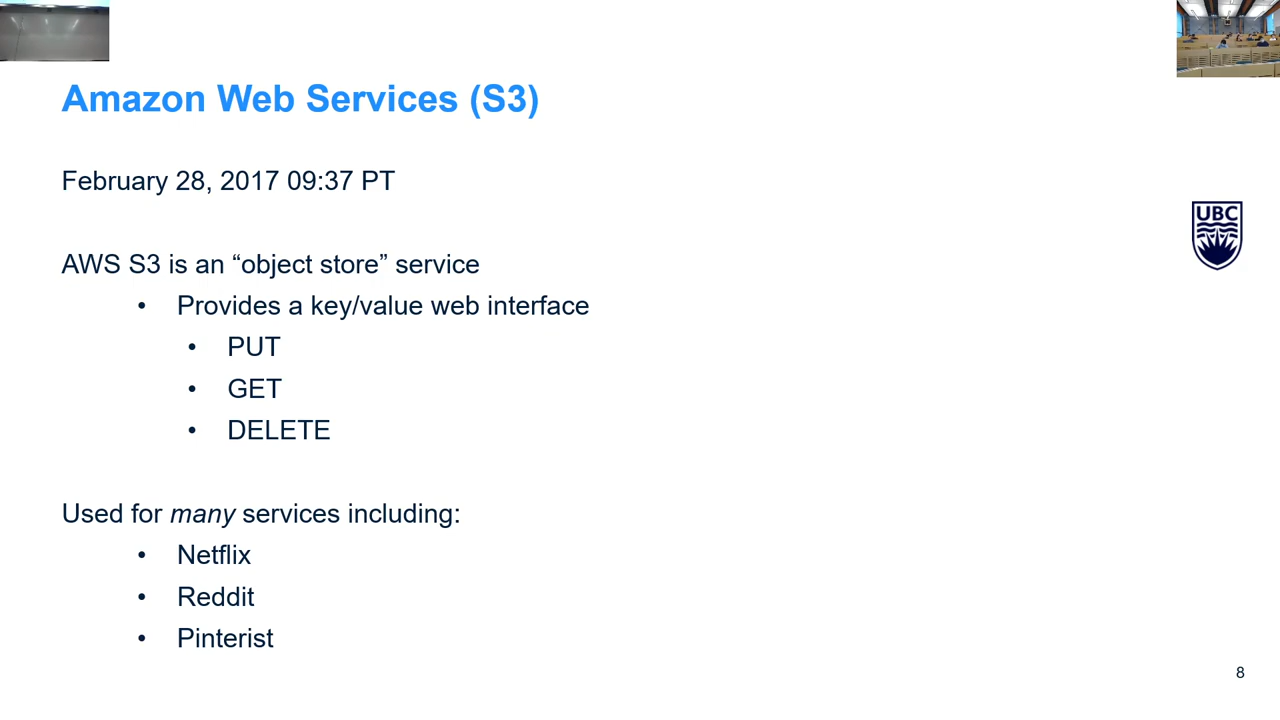 Amazon Web Services (S3)
February 28, 2017 09:37 PT
AWS S3 is an “object store” service
• Provides a key/value web interface
• PUT
• GET
• DELETE
Used for many services including:
• Netflix
• Reddit
• Pinterist
UBC
8